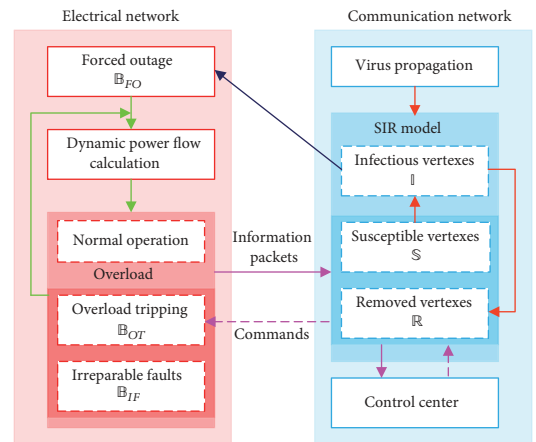 Electrical network
Communication network
Forced outage
𝔹FO
Dynamic power flow
calculation
Normal operation
Overload
Overload tripping
𝔹OT
Irreparable faults
𝔹IF
Information
packets
Commands
Virus propagation
SIR model
Infectious vertexes
𝕀
Susceptible vertexes
𝕊
Removed vertexes
ℝ
Control center